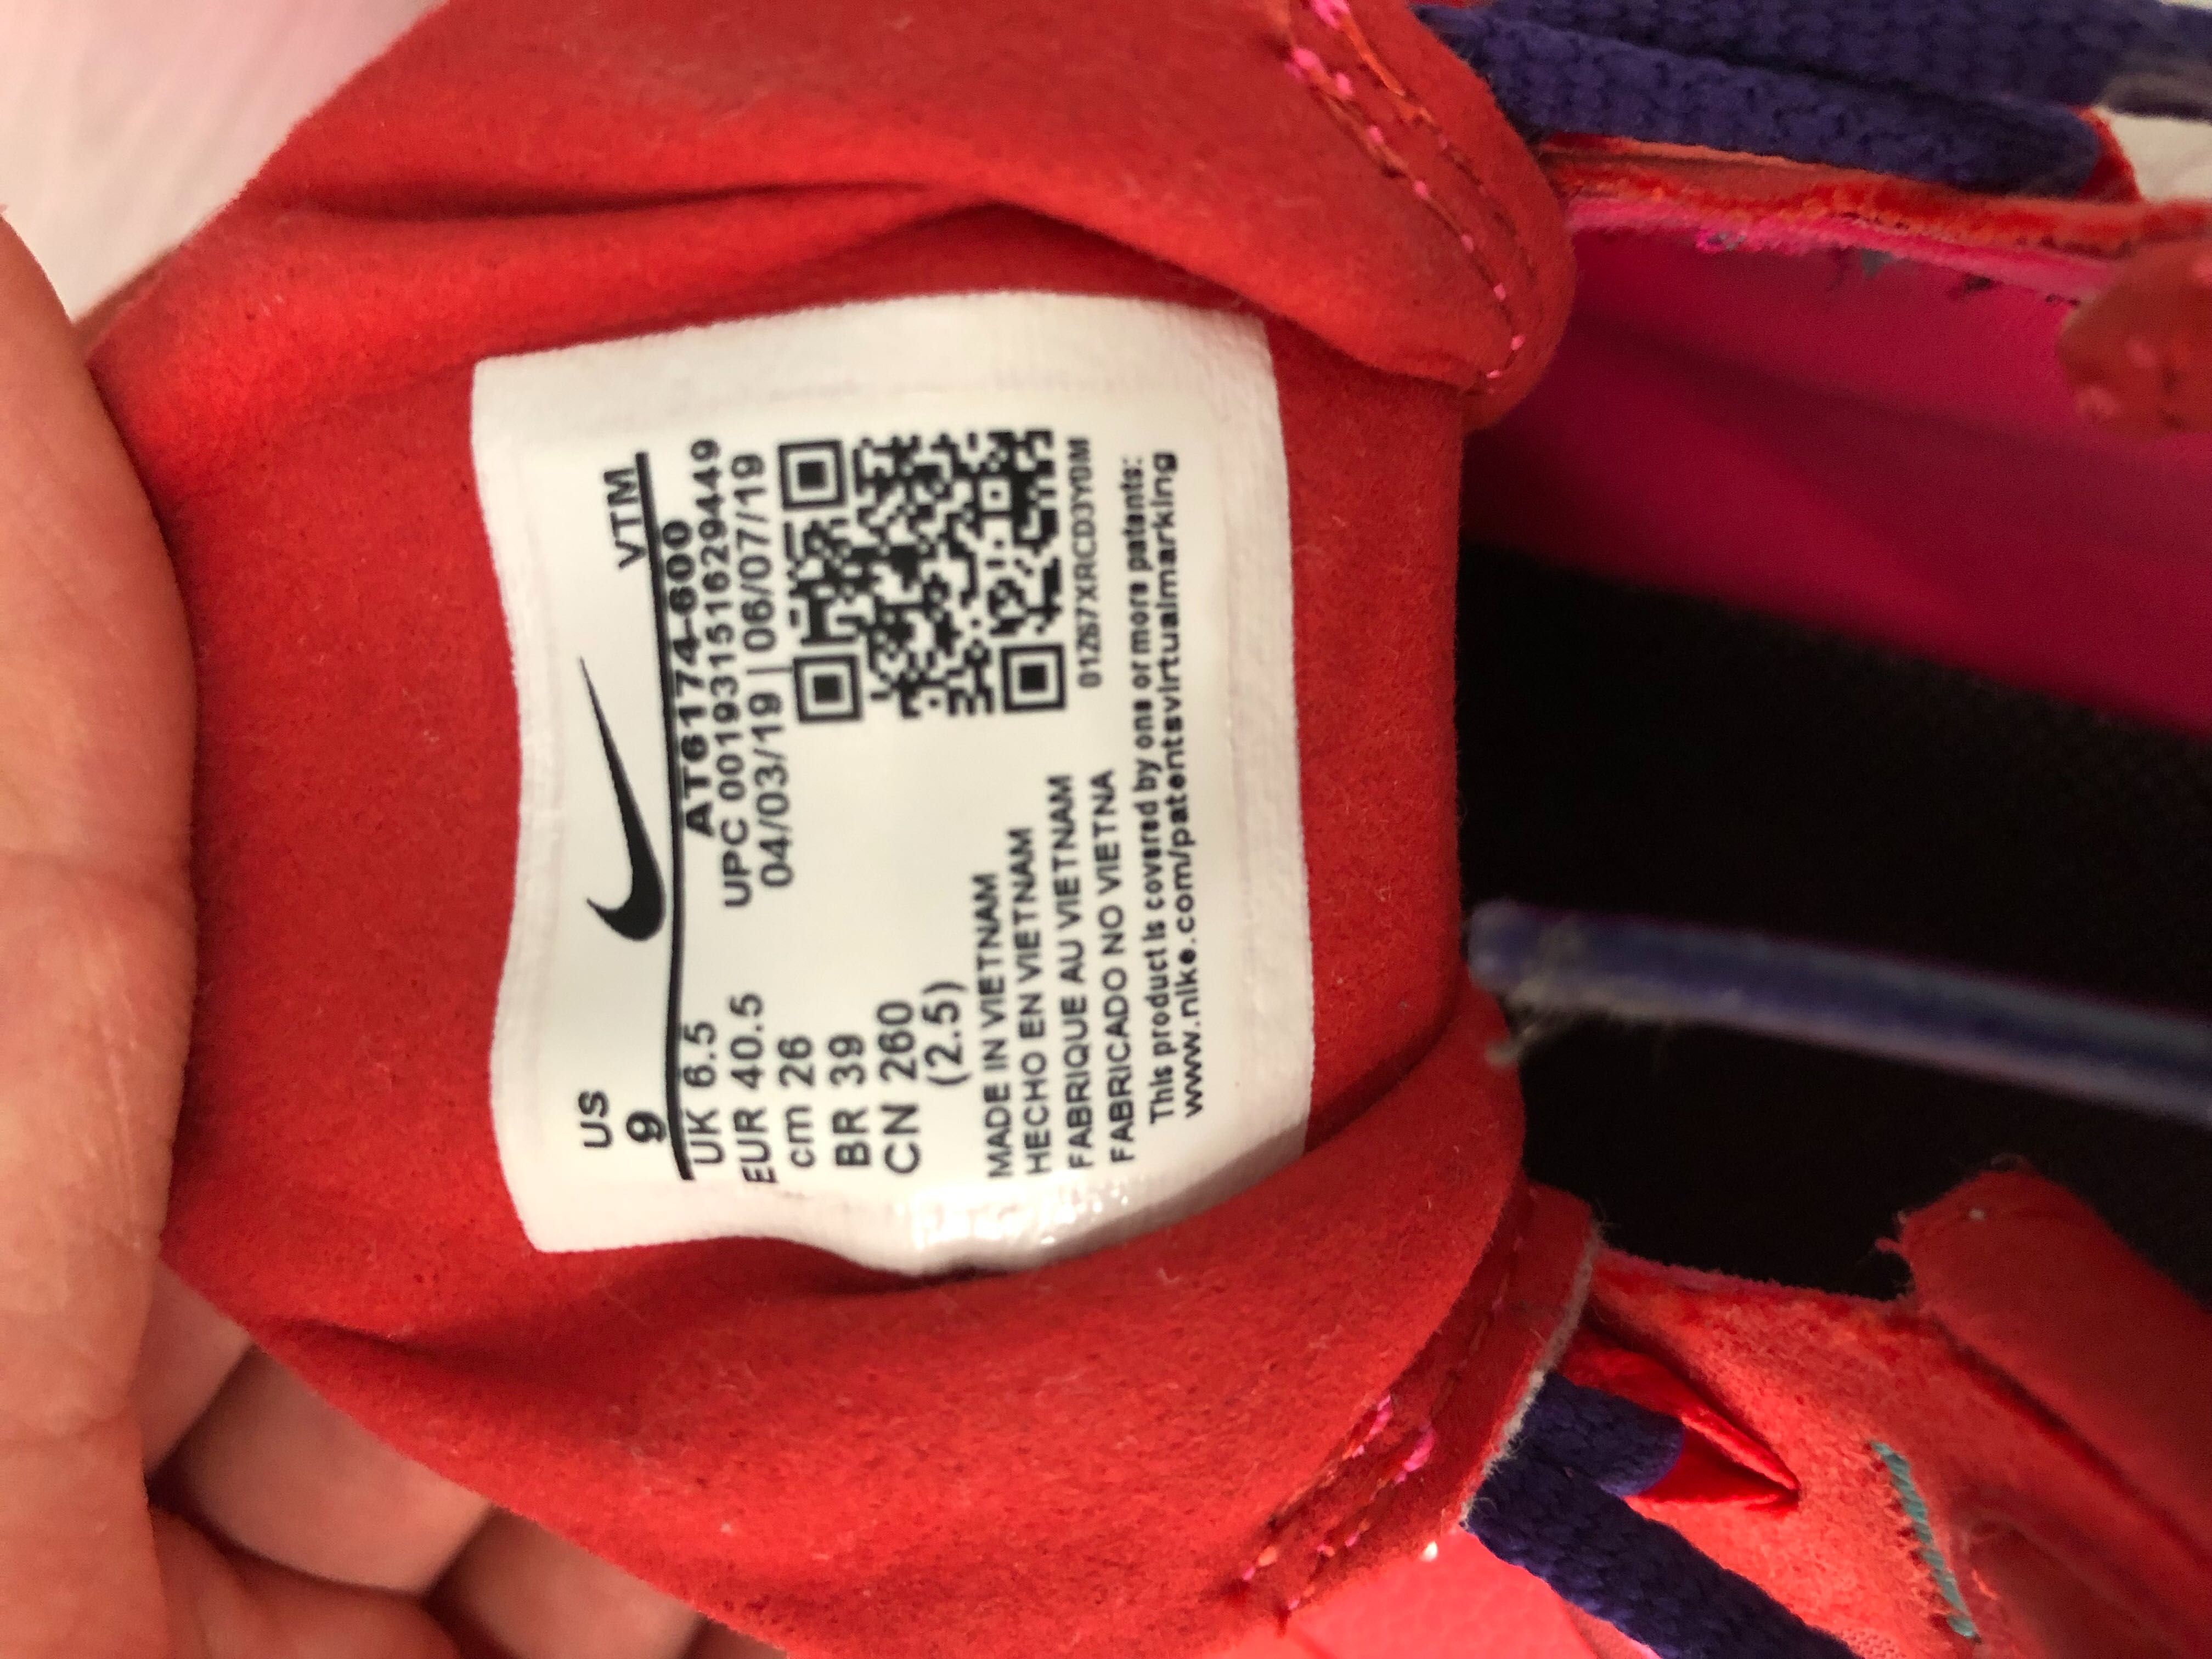 US
9
VTM
UK 6.5
EUR 40.5
cm 26
BR 39
CN 260
(2.5)
AT6174-600
UPC 00193151629449
04/03/19 | 06/07/19
MADE IN VIETNAM
HECHO EN VIETNAM
FABRIQUE AU VIETNAM
FABRICADO NO VIETNA
01267XRCD3Y0M
This product is covered by one or more patents:
www.nike.com/patentsvirtualmarking